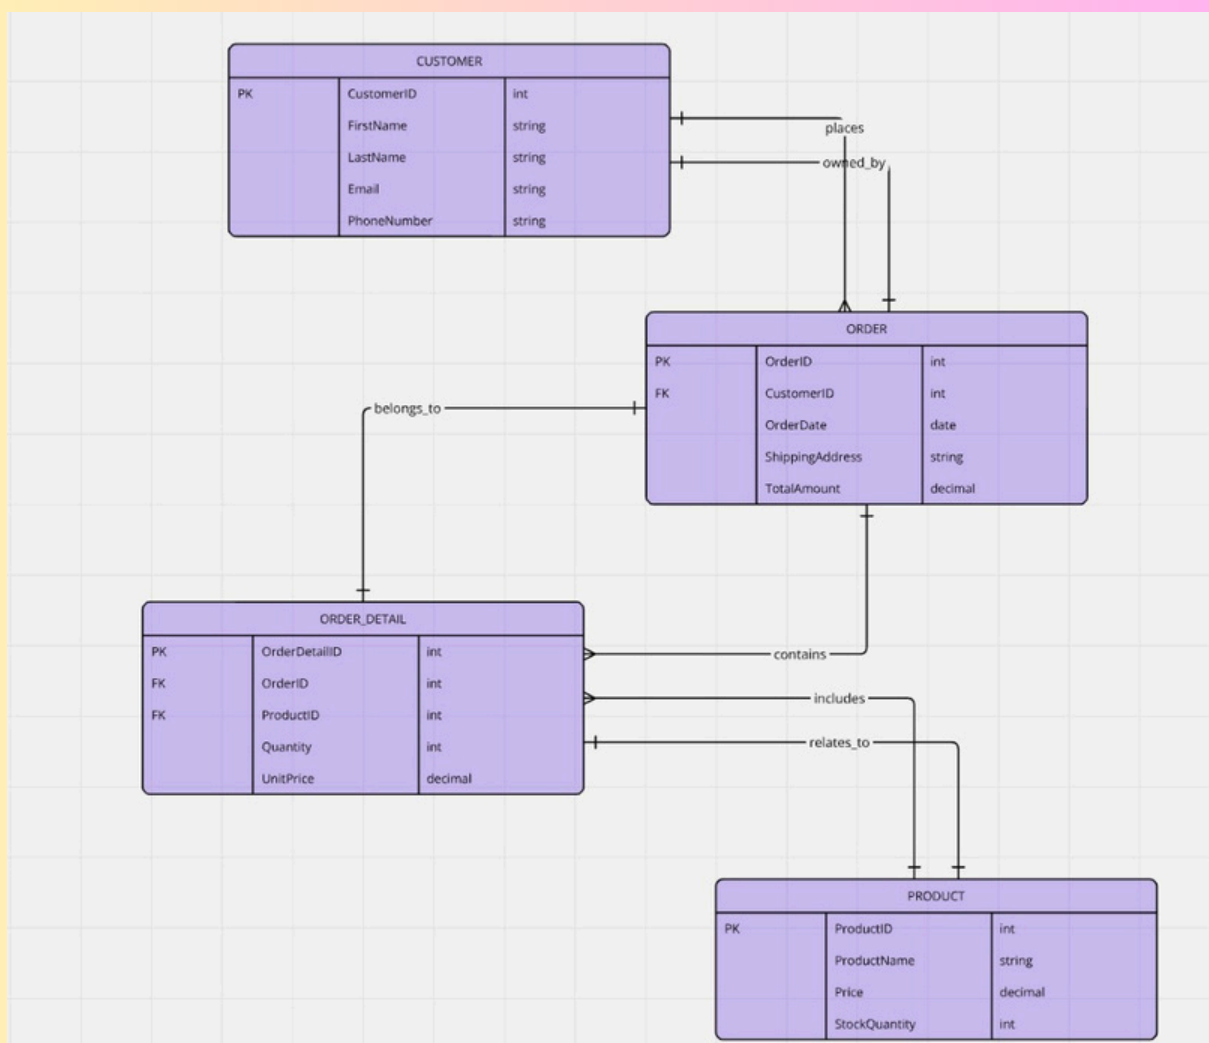 CUSTOMER
PK CustomerID int
FirstName string
LastName string
Email string
PhoneNumber string
places
owned_by
ORDER
PK OrderID int
FK CustomerID int
OrderDate date
ShippingAddress string
TotalAmount decimal
belongs_to
ORDER_DETAIL
PK OrderDetailID int
FK OrderID int
FK ProductID int
Quantity int
UnitPrice decimal
contains
includes
relates_to
PRODUCT
PK ProductID int
ProductName string
Price decimal
StockQuantity int